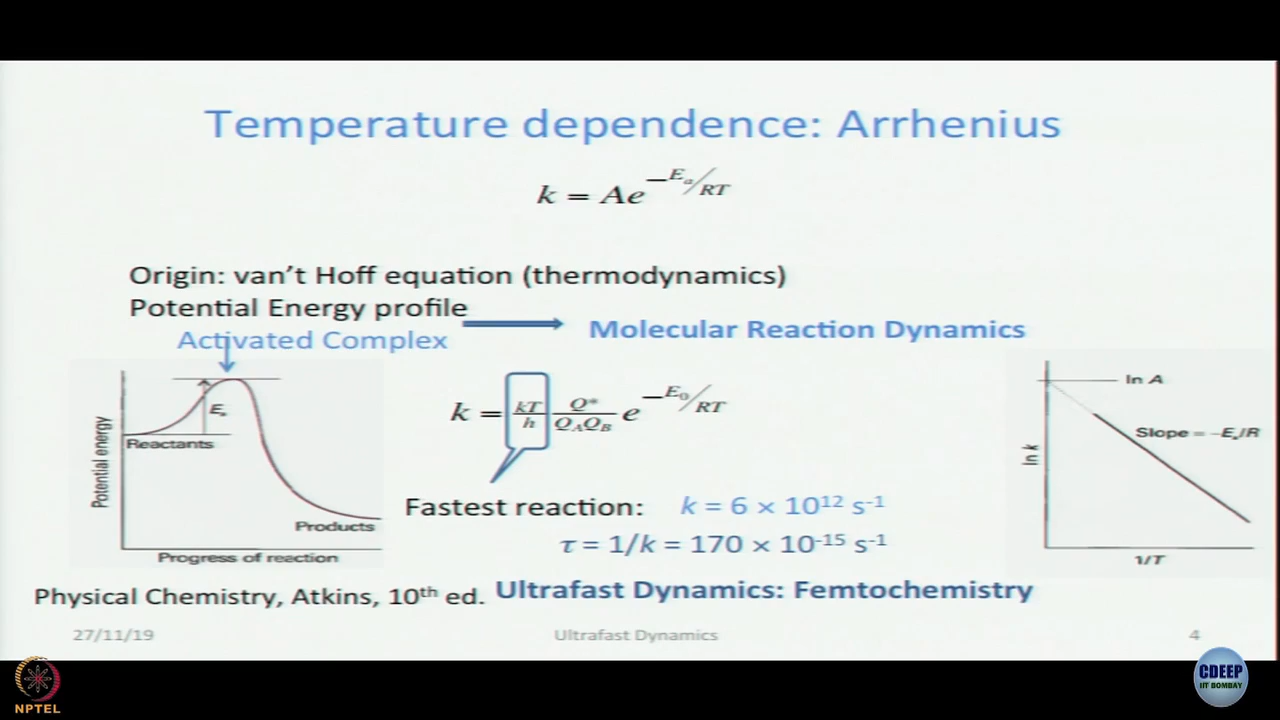 Temperature dependence: Arrhenius
k = Ae^(-Ea/RT)
Origin: van't Hoff equation (thermodynamics)
Potential Energy profile
Activated Complex
Molecular Reaction Dynamics
Potential energy
Ea
Reactants
Products
Progress of reaction
k = kT/h Q*/QAQB e^(-E0/RT)
ln A
Slope = -Ea/R
ln k
1/T
Fastest reaction: k = 6 × 10¹² s⁻¹
τ = 1/k = 170 × 10⁻¹⁵ s⁻¹
Physical Chemistry, Atkins, 10th ed.
Ultrafast Dynamics: Femtochemistry
27/11/19
Ultrafast Dynamics
4
NPTEL
CDEEP
IIT BOMBAY